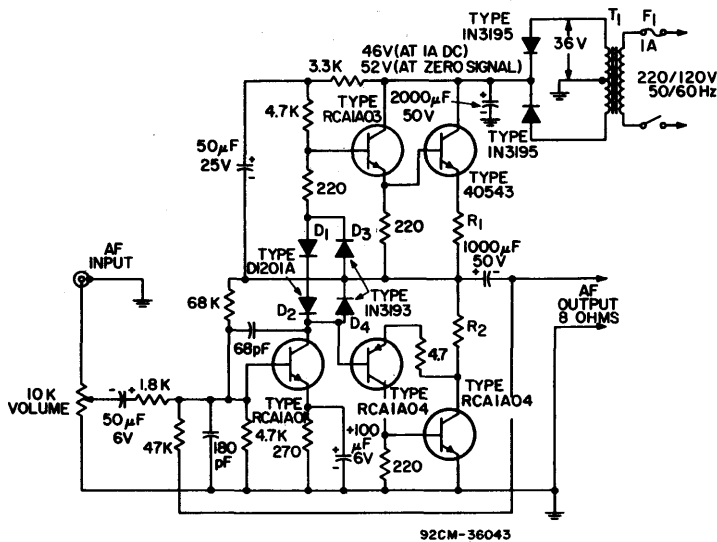 TYPE
IN3195
36V
T1
F1
1A
220/120V
50/60Hz
46V(AT 1A DC)
52V(AT ZERO SIGNAL)
3.3K
4.7K
TYPE
RCA1A03
2000μF
50V
+
-
TYPE
IN3195
50μF
25V
+
-
TYPE
40543
220
220
R1
1000μF
50V
+
-
D1
D3
TYPE
D1201A
D2
TYPE
IN3193
D4
AF
INPUT
68K
68pF
R2
AF
OUTPUT
8 OHMS
4.7
10K
VOLUME
-
+
1.8K
50μF
6V
47K
180
pF
4.7K
TYPE
270
+100
μF
6V
+
-
TYPE
RCA1A04
220
TYPE
RCA1A04
92CM-36043